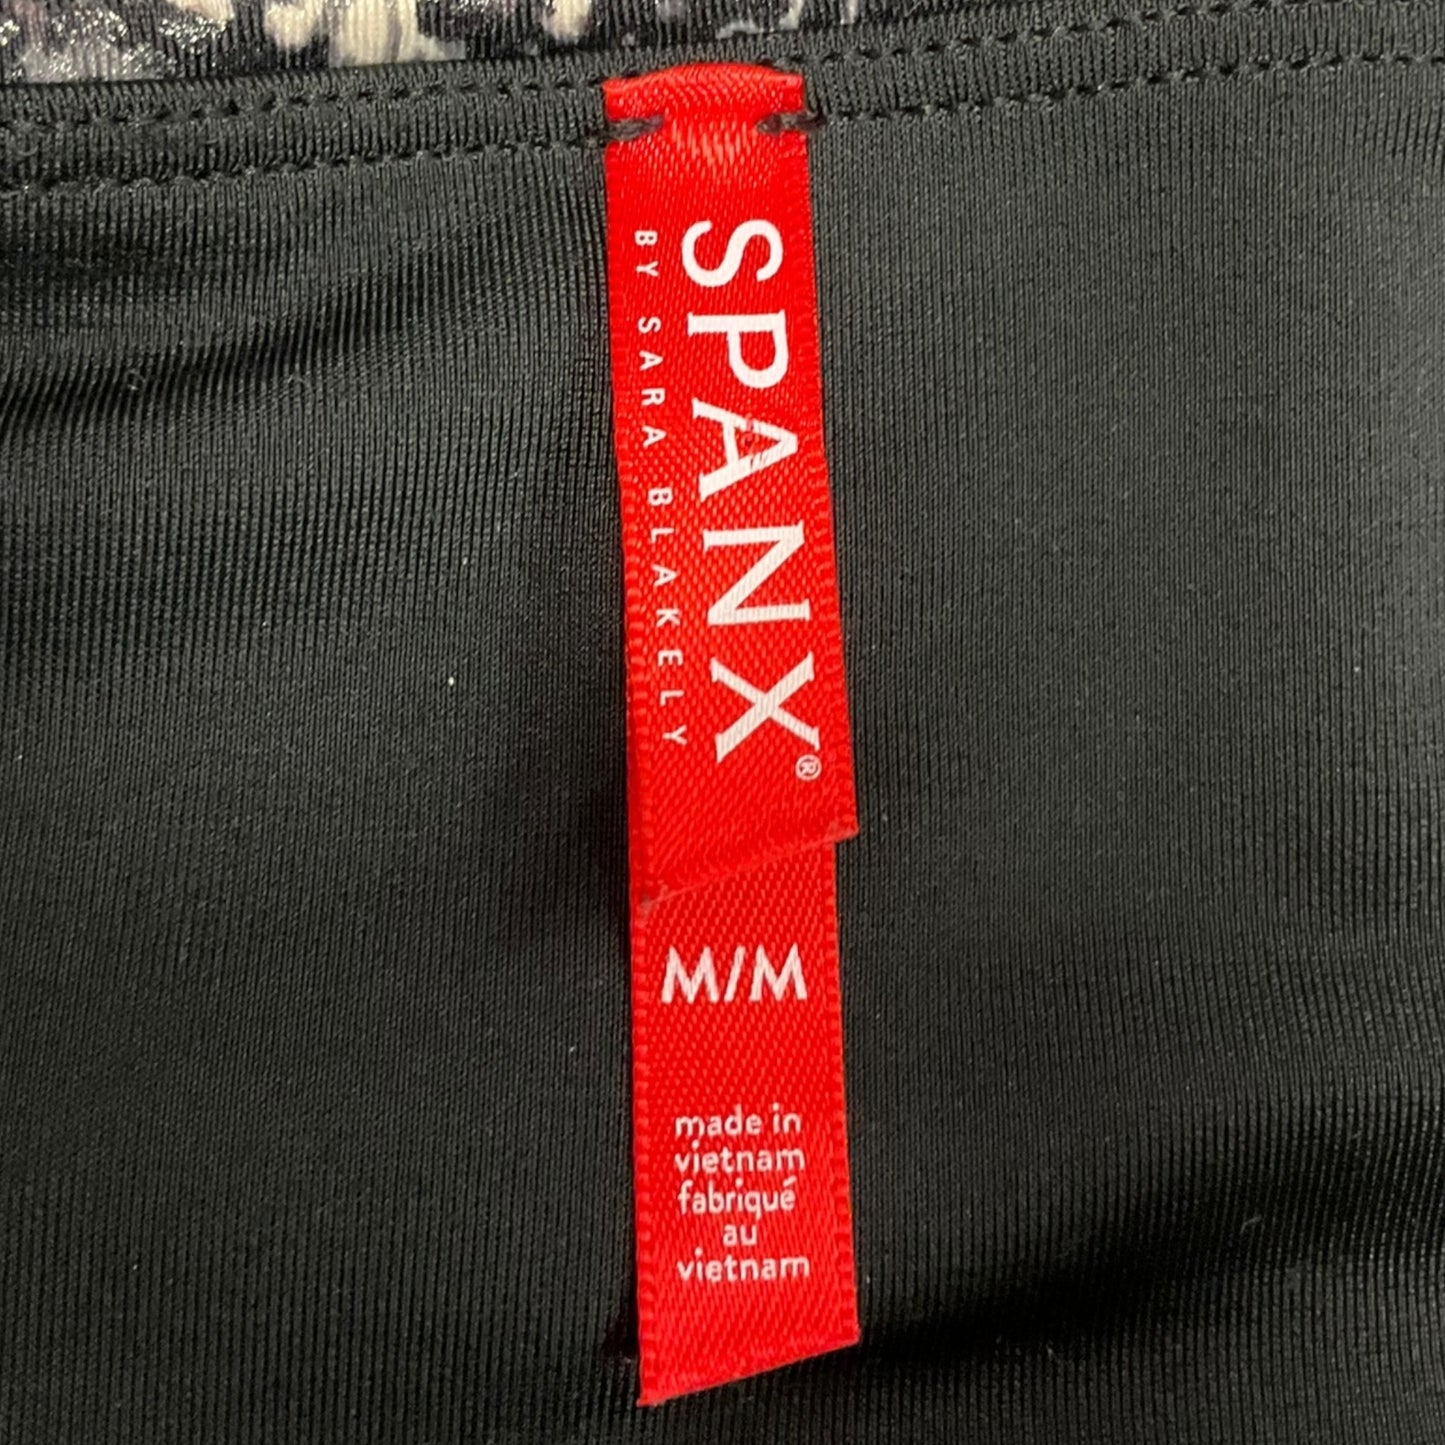 SPANX®
BY SARA BLAKELY
M/M
made in
vietnam
fabriqué
au
vietnam